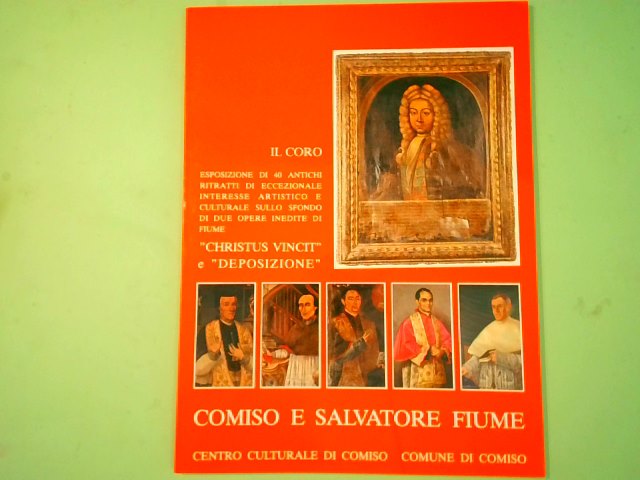 IL CORO
ESPOSIZIONE DI 40 ANTICHI
RITRATTI DI ECCEZIONALE
INTERESSE ARTISTICO E
CULTURALE SULLO SFONDO
DI DUE OPERE INEDITE DI
FIUME
"CHRISTUS VINCIT"
e "DEPOSIZIONE"
COMISO E SALVATORE FIUME
CENTRO CULTURALE DI COMISO COMUNE DI COMISO